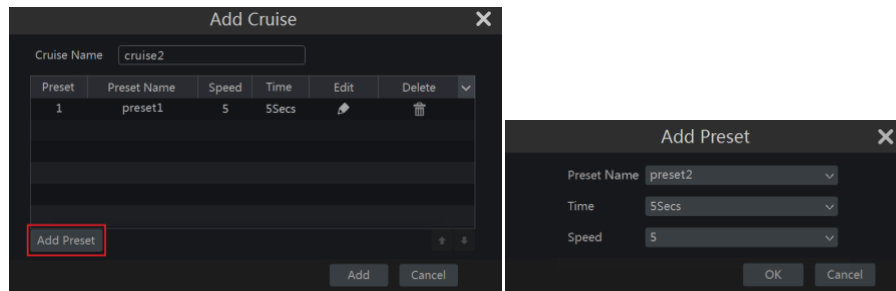 Add Cruise
Cruise Name cruise2
Preset Preset Name Speed Time Edit Delete
1 preset1 5 5Secs
Add Preset
Add Cancel
Add Preset
Preset Name preset2
Time 5Secs
Speed 5
OK Cancel